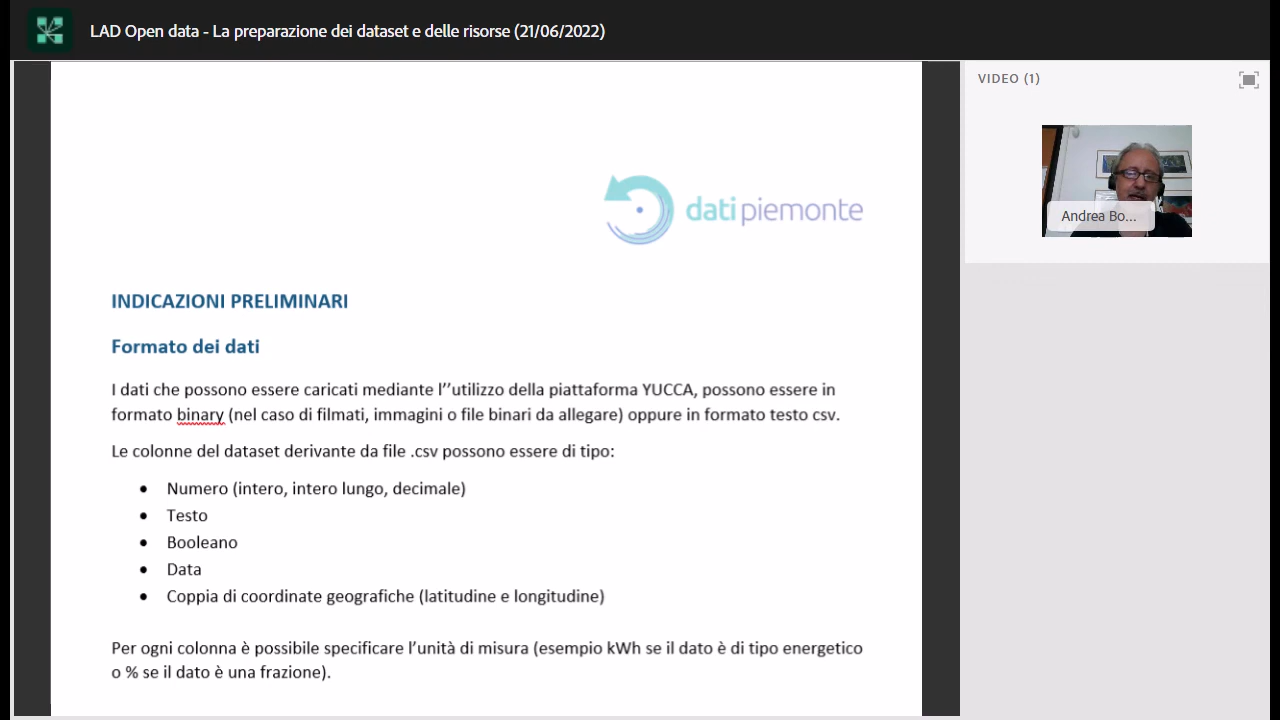 LAD Open data - La preparazione dei dataset e delle risorse (21/06/2022)
VIDEO (1)
Andrea Bo...
dati piemonte
INDICAZIONI PRELIMINARI
Formato dei dati
I dati che possono essere caricati mediante l’’utilizzo della piattaforma YUCCA, possono essere in
formato binary (nel caso di filmati, immagini o file binari da allegare) oppure in formato testo csv.
Le colonne del dataset derivante da file .csv possono essere di tipo:
• Numero (intero, intero lungo, decimale)
• Testo
• Booleano
• Data
• Coppia di coordinate geografiche (latitudine e longitudine)
Per ogni colonna è possibile specificare l’unità di misura (esempio kWh se il dato è di tipo energetico
o % se il dato è una frazione).